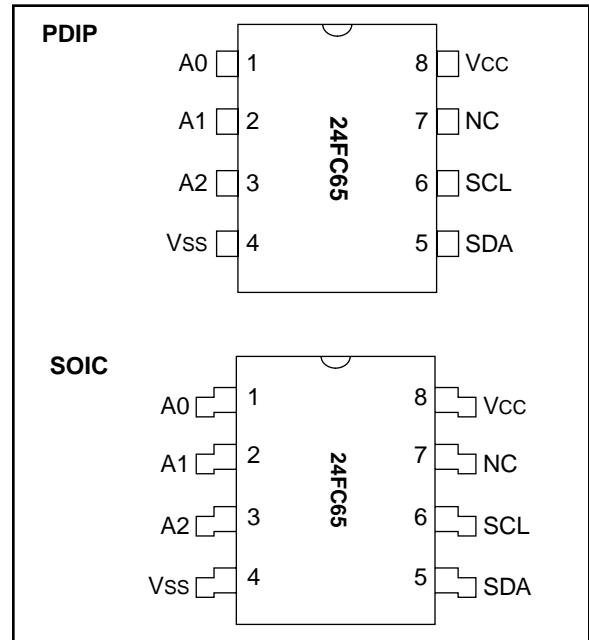 PDIP
A0 1 8 VCC
A1 2 7 NC
A2 3 6 SCL
VSS 4 5 SDA
24FC65
SOIC
A0 1 8 VCC
A1 2 7 NC
A2 3 6 SCL
VSS 4 5 SDA
24FC65